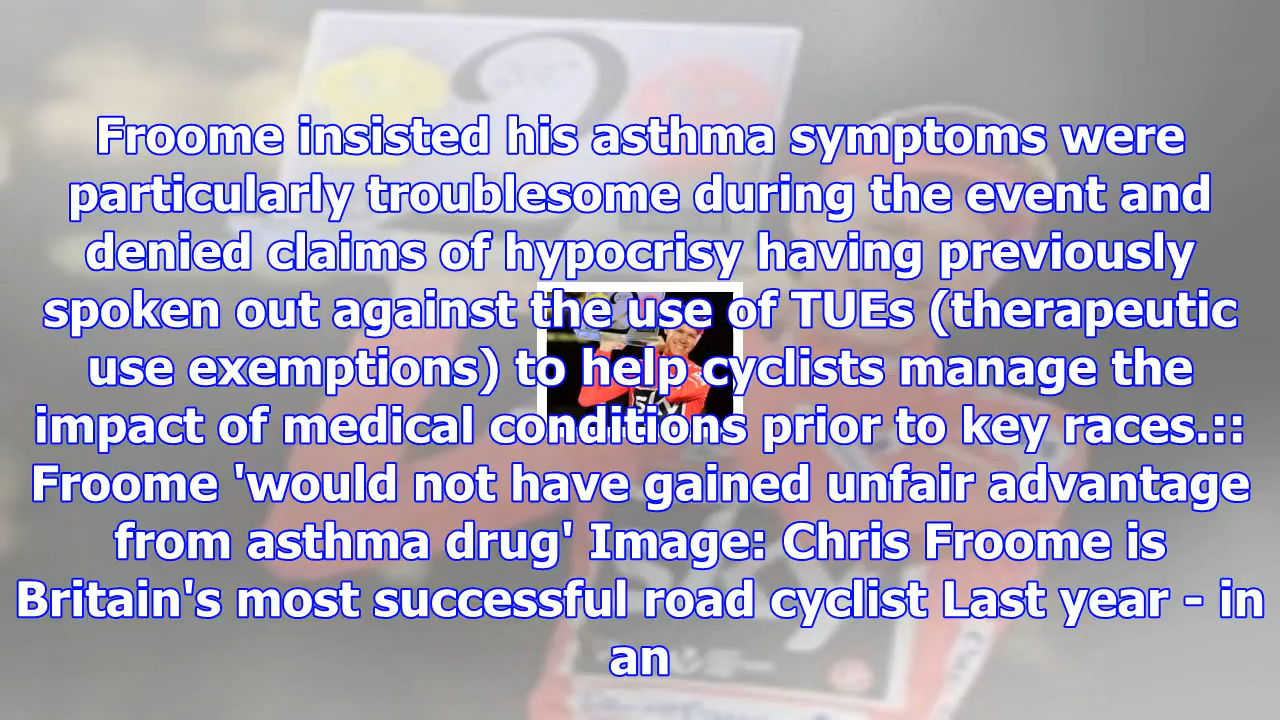 Froome insisted his asthma symptoms were
particularly troublesome during the event and
denied claims of hypocrisy having previously
spoken out against the use of TUEs (therapeutic
use exemptions) to help cyclists manage the
impact of medical conditions prior to key races.::
Froome 'would not have gained unfair advantage
from asthma drug' Image: Chris Froome is
Britain's most successful road cyclist Last year - in
an
sky